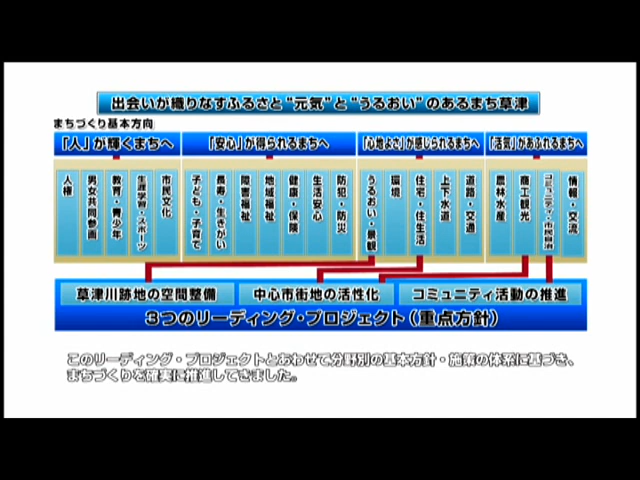 出会いが織りなすふるさと“元気”と“うるおい”のあるまち草津
まちづくり基本方向
「人」が輝くまちへ
「安心」が得られるまちへ
「心地よさ」が感じられるまちへ
「活気」があふれるまちへ
人権
男女共同参画
教育・青少年
生涯学習・スポーツ
市民文化
子ども・子育て
長寿・生きがい
障害福祉
地域福祉
健康・保険
生活安心
防犯・防災
うるおい・景観
環境
住宅・住生活
上下水道
道路・交通
農林水産
商工観光
コミュニティ・市民自治
情報・交流
草津川跡地の空間整備
中心市街地の活性化
コミュニティ活動の推進
3つのリーディング・プロジェクト（重点方針）
このリーディング・プロジェクトとあわせて分野別の基本方針・施策の体系に基づき、
まちづくりを確実に推進してきました。